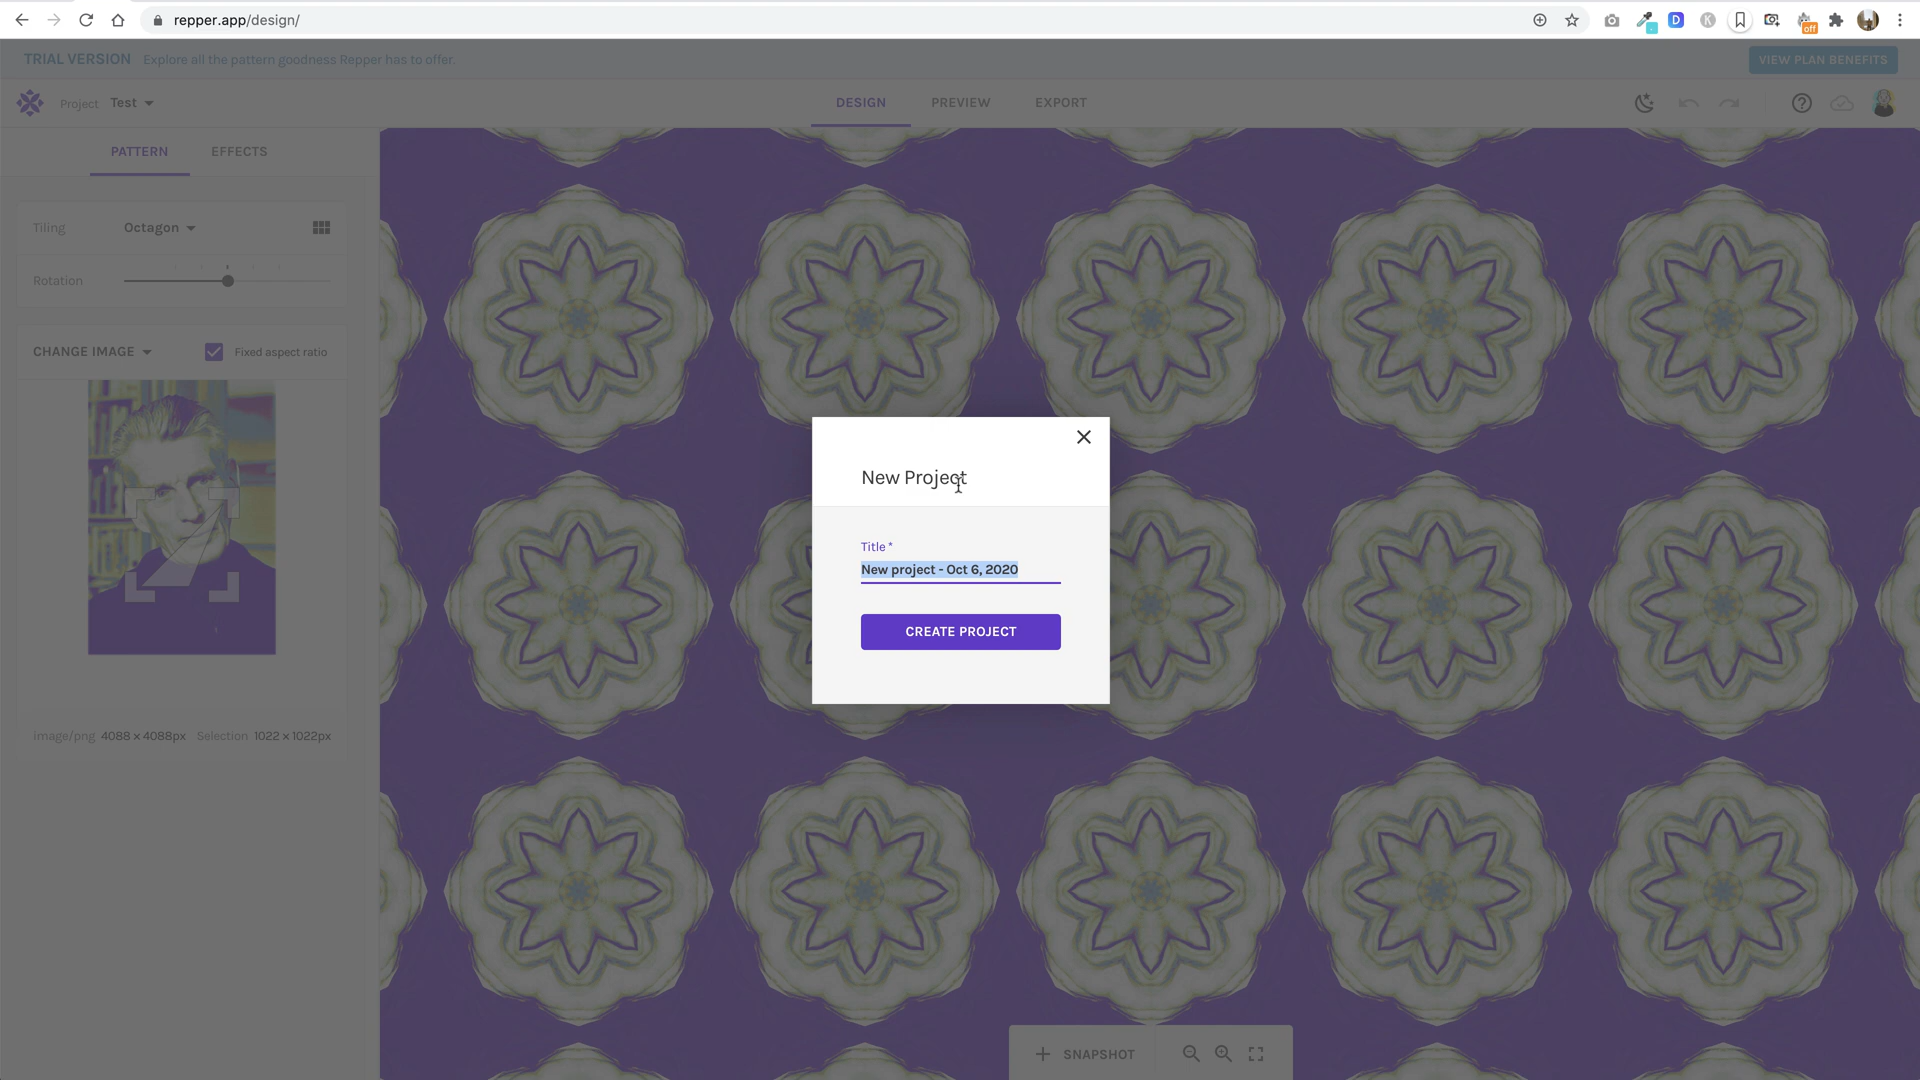 repper.app/design/
off
TRIAL VERSION Explore all the pattern goodness Repper has to offer. VIEW PLAN BENEFITS
Project Test DESIGN PREVIEW EXPORT
PATTERN EFFECTS
Tiling Octagon
Rotation
CHANGE IMAGE Fixed aspect ratio
image/png 4088 × 4088px Selection 1022 × 1022px
New Project
Title *
New project - Oct 6, 2020
CREATE PROJECT
SNAPSHOT